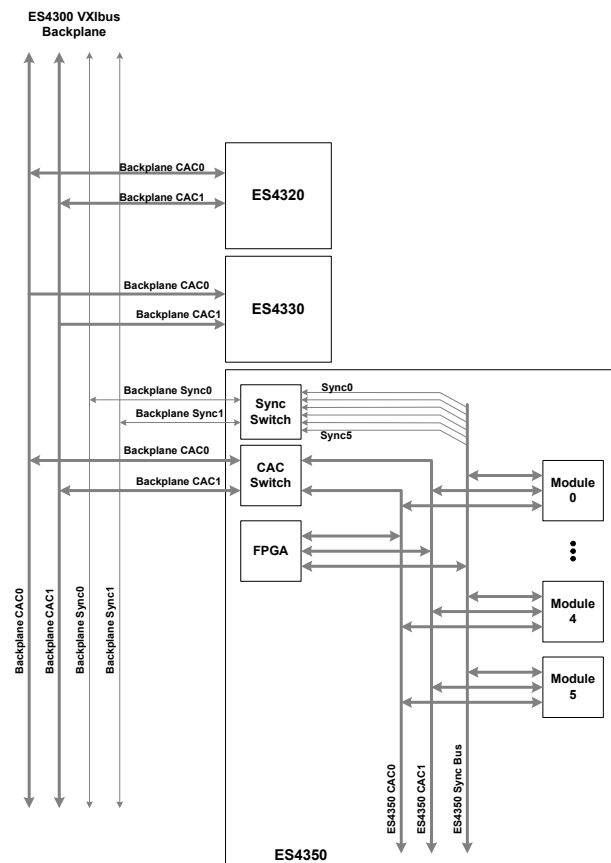 ES4300 VXIbus
Backplane
Backplane CAC0
Backplane CAC1
ES4320
Backplane CAC0
Backplane CAC1
ES4330
Backplane Sync0
Backplane Sync1
Sync
Switch
Sync0
Sync5
Backplane CAC0
Backplane CAC1
CAC
Switch
FPGA
Module
0
Module
4
Module
5
Backplane CAC0
Backplane CAC1
Backplane Sync0
Backplane Sync1
ES4350 CAC0
ES4350 CAC1
ES4350 Sync Bus
ES4350